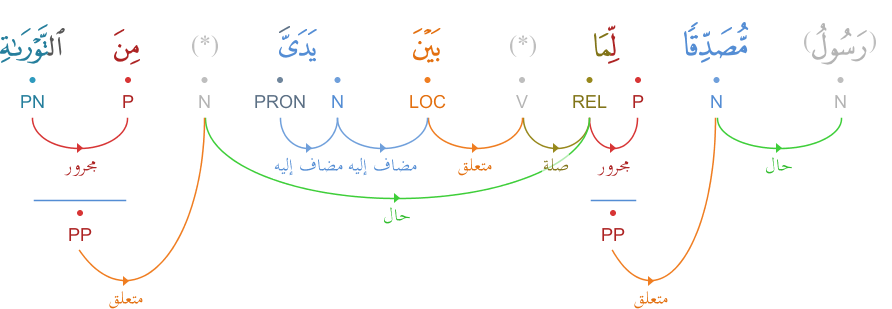 (رَسُولُ) مُّصَدِّقًا لِّمَا (*) بَيْنَ يَدَىَّ (*) مِنَ ٱلتَّوْرَىٰةِ
N N P REL V LOC N PRON N P PN
حال مجرور صلة متعلق مضاف إليه مضاف إليه مجرور
حال
PP PP
متعلق متعلق